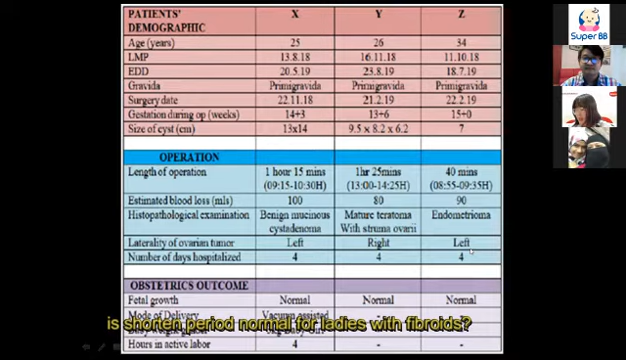 PATIENTS' DEMOGRAPHIC X Y Z
Age (years) 25 26 34
LMP 13.8.18 16.11.18 11.10.18
EDD 20.5.19 23.8.19 18.7.19
Gravida Primigravida Primigravida Primigravida
Surgery date 22.11.18 21.2.19 22.2.19
Gestation during op (weeks) 14+3 13+6 15+0
Size of cyst (cm) 13x14 9.5 x 8.2 x 6.2 7
OPERATION
Length of operation 1 hour 15 mins (09:15-10:30H) 1hr 25mins (13:00-14:25H) 40 mins (08:55-09:35H)
Estimated blood loss (mls) 100 80 90
Histopathological examination Benign mucinous cystadenoma Mature teratoma With struma ovarii Endometrioma
Laterality of ovarian tumor Left Right Left
Number of days hospitalized 4 4 4
OBSTETRICS OUTCOME
Fetal growth Normal Normal Normal
Mode of Delivery Vacuum assisted - -
is shorten period normal for ladies with fibroids?
Hours in active labor 4 - -
Super BB